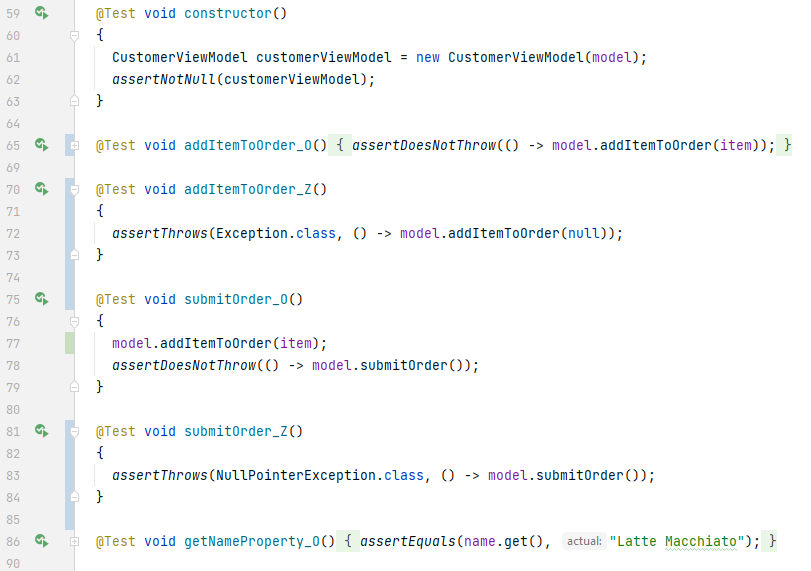 59 @Test void constructor()
60 {
61 CustomerViewModel customerViewModel = new CustomerViewModel(model);
62 assertNotNull(customerViewModel);
63 }
64
65 @Test void addItemToOrder_O() { assertDoesNotThrow(() -> model.addItemToOrder(item)); }
69
70 @Test void addItemToOrder_Z()
71 {
72 assertThrows(Exception.class, () -> model.addItemToOrder(null));
73 }
74
75 @Test void submitOrder_O()
76 {
77 model.addItemToOrder(item);
78 assertDoesNotThrow(() -> model.submitOrder());
79 }
80
81 @Test void submitOrder_Z()
82 {
83 assertThrows(NullPointerException.class, () -> model.submitOrder());
84 }
85
86 @Test void getNameProperty_O() { assertEquals(name.get(), actual: "Latte Macchiato"); }
90